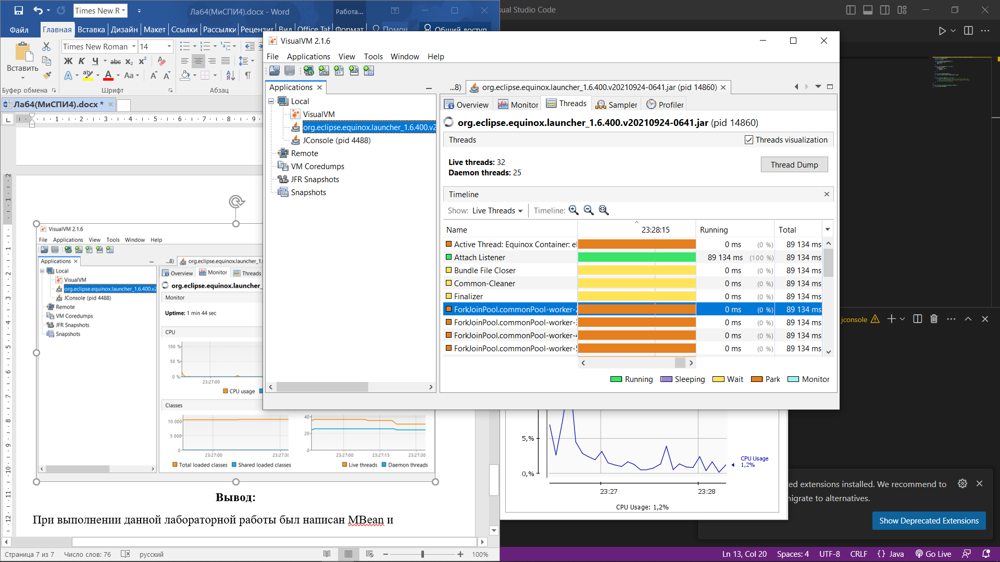 Times New R
Лаб4(МиСПИ4).docx - Word
Работа...
Файл
Главная
Вставка
Дизайн
Макет
Ссылки
Рассылки
Рецензир
Вид
Office Tab
Формат
Помощ
Общий доступ
Вставить
Times New Roman
14
Ж К Ч abc x₂ x²
A aby A Aa A A
Буфер обмена
Шрифт
Абзац
Лаб4(МиСПИ4).docx *
1 2 3 4 5 6 7 8 9
sual Studio Code
VisualVM 2.1.6
File Applications View Tools Window Help
Applications
Local
VisualVM
org.eclipse.equinox.launcher_1.6.400.v2
JConsole (pid 4488)
Remote
VM Coredumps
JFR Snapshots
Snapshots
...8)
org.eclipse.equinox.launcher_1.6.400.v20210924-0641.jar (pid 14860)
Overview Monitor Threads Sampler Profiler
org.eclipse.equinox.launcher_1.6.400.v20210924-0641.jar (pid 14860)
Threads
Threads visualization
Live threads: 32
Daemon threads: 25
Thread Dump
Timeline
Show: Live Threads Timeline:
Name 23:28:15 Running Total
Active Thread: Equinox Container: el 0 ms (0 %) 89 134 ms
Attach Listener 89 134 ms (100 %) 89 134 ms
Bundle File Closer 0 ms (0 %) 89 134 ms
Common-Cleaner 0 ms (0 %) 89 134 ms
Finalizer 0 ms (0 %) 89 134 ms
ForkJoinPool.commonPool-worker-2 0 ms (0 %) 89 134 ms
ForkJoinPool.commonPool-worker-3 0 ms (0 %) 89 134 ms
ForkJoinPool.commonPool-worker-4 0 ms (0 %) 89 134 ms
ForkJoinPool.commonPool-worker-5 0 ms (0 %) 89 134 ms
Running Sleeping Wait Park Monitor
VisualVM 2.1.6
File Applications View Tools Window Help
Applications
Local
VisualVM
org.eclipse.equinox.launcher_1.6.400.v2
JConsole (pid 4488)
Remote
VM Coredumps
JFR Snapshots
Snapshots
...8)
org.eclipse.equinox.launcher_1.
Overview Monitor Threads
org.eclipse.equinox.launcher_
Monitor
Uptime: 1 min 44 sec
CPU
100 %
50 %
0 %
23:27:00
CPU usage
Classes
10 000
5 000
0
23:27:00 23:27:30
Total loaded classes Shared loaded classes
40
20
0
23:27:00 23:27:15 23:27:30
Live threads Daemon threads
Вывод:
При выполнении данной лабораторной работы был написан MBean и
Страница 7 из 7 Число слов: 76 русский
100%
5,%
0,%
23:27 23:28
CPU Usage
1,2%
CPU Usage: 1,2%
jconsole
ed extensions installed. We recommend to
migrate to alternatives.
Show Deprecated Extensions
Ln 13, Col 20 Spaces: 4 UTF-8 CRLF {} Java Go Live